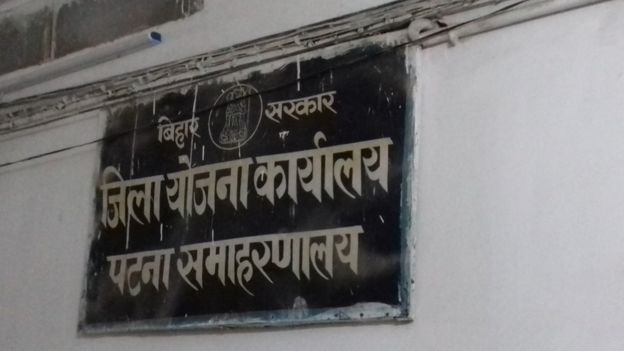 बिहार सरकार
जिला योजना कार्यालय
पटना समाहरणालय